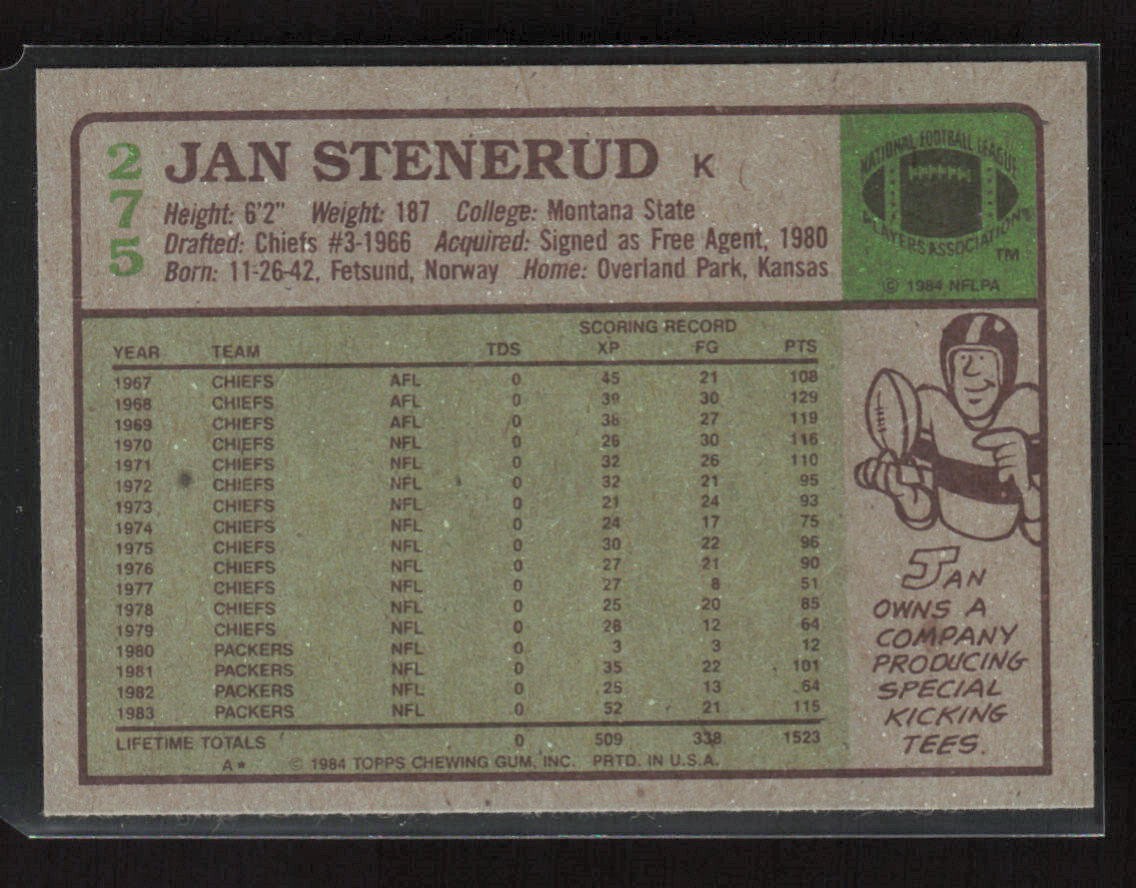 275 JAN STENERUD K
Height: 6'2" Weight: 187 College: Montana State
Drafted: Chiefs #3-1966 Acquired: Signed as Free Agent, 1980
Born: 11-26-42, Fetsund, Norway Home: Overland Park, Kansas
NATIONAL FOOTBALL LEAGUE
PLAYERS ASSOCIATION
TM
© 1984 NFLPA
SCORING RECORD
YEAR TEAM TDS XP FG PTS
1967 CHIEFS AFL 0 45 21 108
1968 CHIEFS AFL 0 39 30 129
1969 CHIEFS AFL 0 38 27 119
1970 CHIEFS NFL 0 26 30 116
1971 CHIEFS NFL 0 32 26 110
1972 CHIEFS NFL 0 32 21 95
1973 CHIEFS NFL 0 21 24 93
1974 CHIEFS NFL 0 24 17 75
1975 CHIEFS NFL 0 30 22 96
1976 CHIEFS NFL 0 27 21 90
1977 CHIEFS NFL 0 27 8 51
1978 CHIEFS NFL 0 25 20 85
1979 CHIEFS NFL 0 28 12 64
1980 PACKERS NFL 0 3 3 12
1981 PACKERS NFL 0 35 22 101
1982 PACKERS NFL 0 25 13 64
1983 PACKERS NFL 0 52 21 115
LIFETIME TOTALS 0 509 338 1523
A* © 1984 TOPPS CHEWING GUM, INC. PRTD. IN U.S.A.
JAN
OWNS A
COMPANY
PRODUCING
SPECIAL
KICKING
TEES.